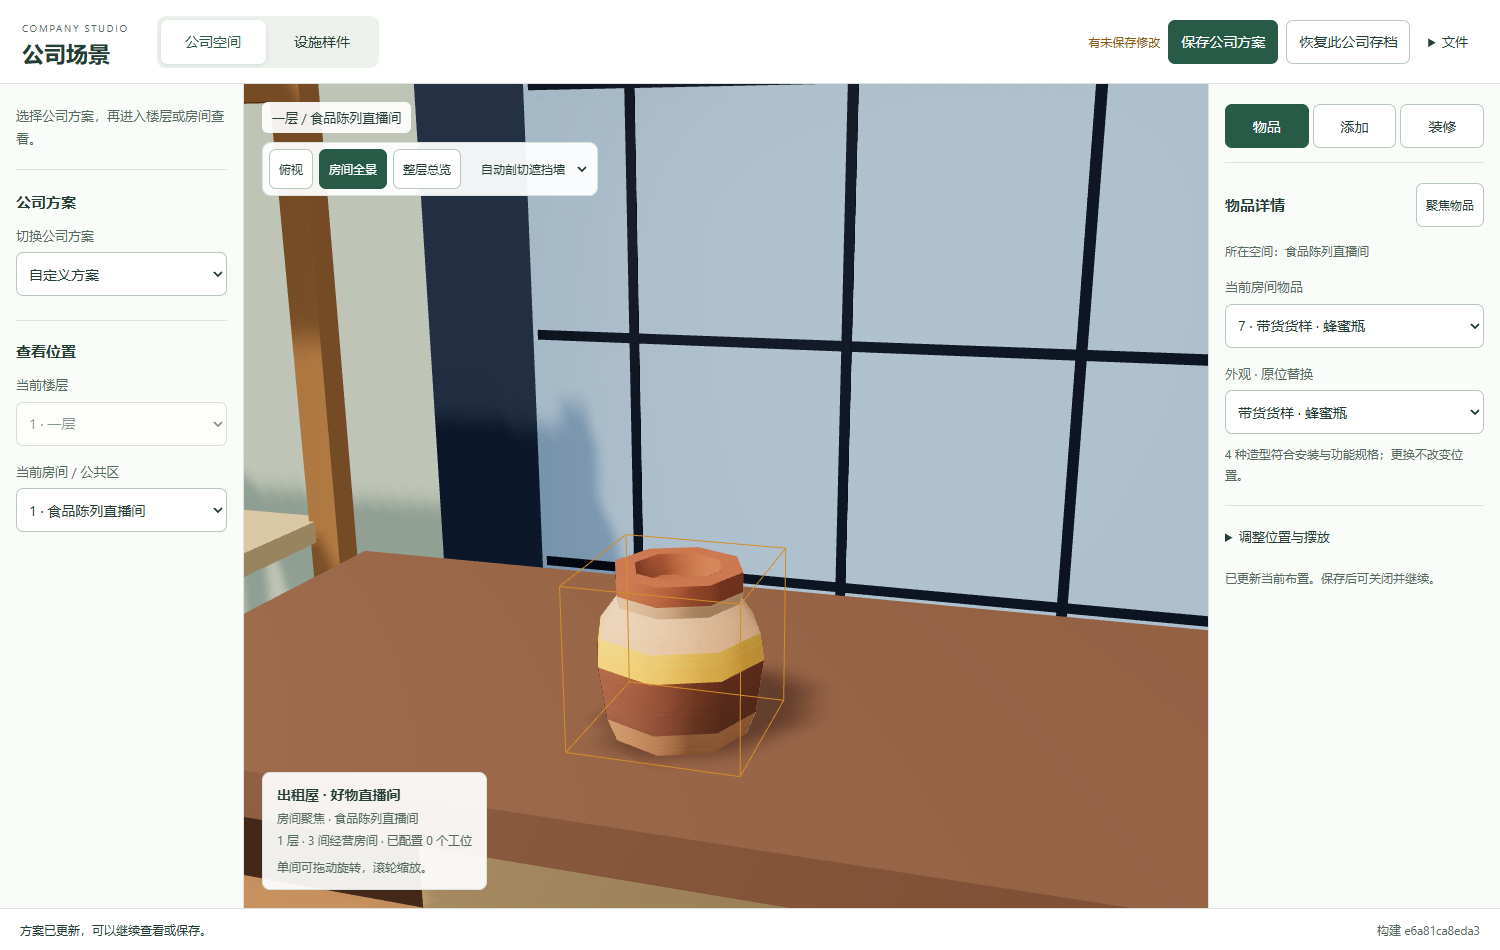 COMPANY STUDIO
公司场景
公司空间
设施样件
有未保存修改
保存公司方案
恢复此公司存档
▶ 文件
选择公司方案，再进入楼层或房间查
看。
公司方案
切换公司方案
自定义方案
查看位置
当前楼层
1 · 一层
当前房间 / 公共区
1 · 食品陈列直播间
一层 / 食品陈列直播间
俯视
房间全景
整层总览
自动剖切遮挡墙
出租屋 · 好物直播间
房间聚焦 · 食品陈列直播间
1 层 · 3 间经营房间 · 已配置 0 个工位
单间可拖动旋转，滚轮缩放。
物品
添加
装修
物品详情
聚焦物品
所在空间：食品陈列直播间
当前房间物品
7 · 带货货样 · 蜂蜜瓶
外观 · 原位替换
带货货样 · 蜂蜜瓶
4 种造型符合安装与功能规格；更换不改变位
置。
▶ 调整位置与摆放
已更新当前布置。保存后可关闭并继续。
方案已更新，可以继续查看或保存。
构建 e6a81ca8eda3